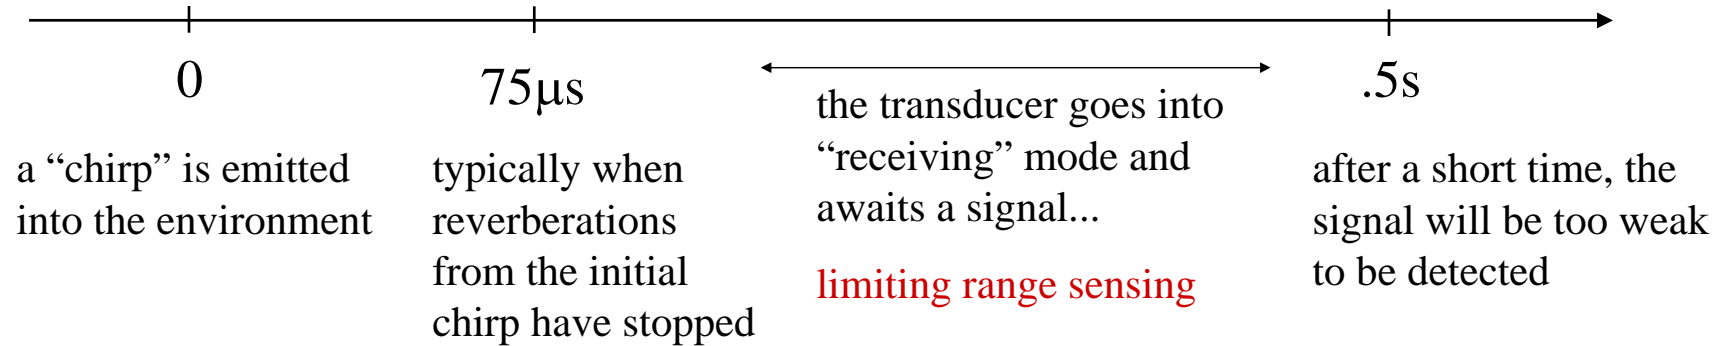 0
a “chirp” is emitted
into the environment
75μs
typically when
reverberations
from the initial
chirp have stopped
the transducer goes into
“receiving” mode and
awaits a signal...
limiting range sensing
.5s
after a short time, the
signal will be too weak
to be detected